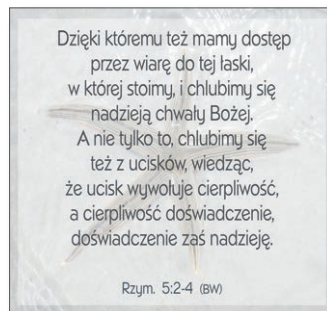 Dzięki któremu też mamy dostęp
przez wiarę do tej łaski,
w której stoimy, i chlubimy się
nadzieją chwały Bożej.
A nie tylko to, chlubimy się
też z ucisków, wiedząc,
że ucisk wywołuje cierpliwość,
a cierpliwość doświadczenie,
doświadczenie zaś nadzieję.
Rzym. 5:2-4 (BW)